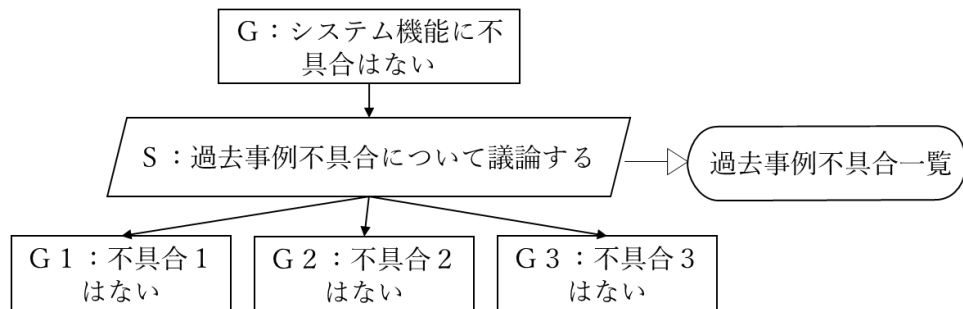 G：システム機能に不
具合はない
S：過去事例不具合について議論する
過去事例不具合一覧
G１：不具合１
はない
G２：不具合２
はない
G３：不具合３
はない